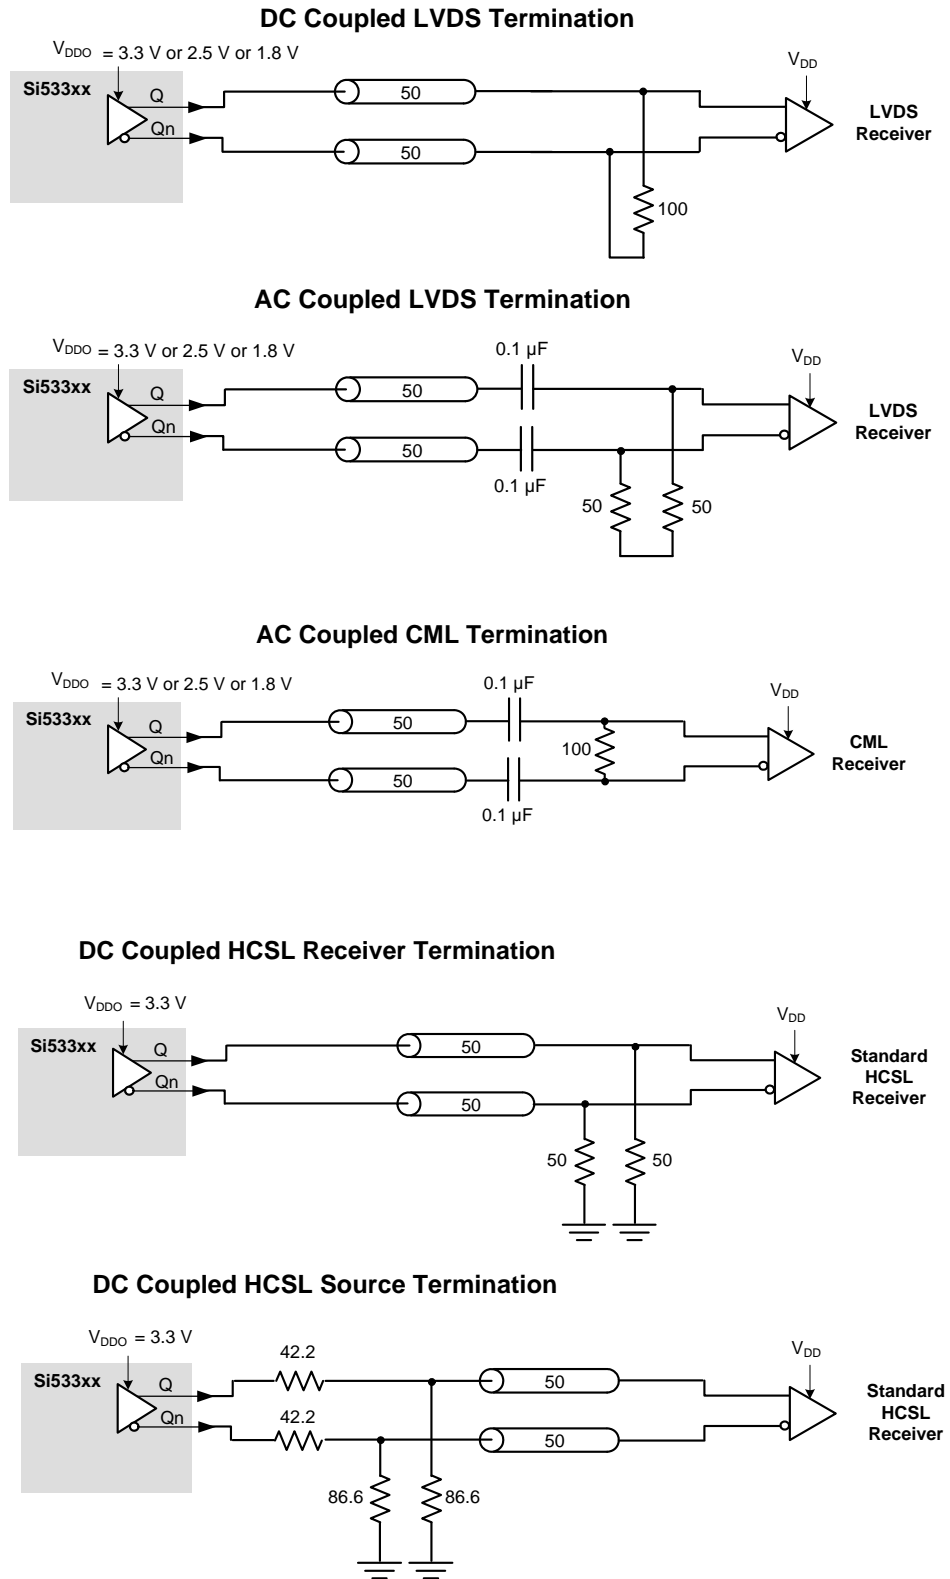 DC Coupled LVDS Termination
VDDO = 3.3 V or 2.5 V or 1.8 V
Si533xx
Q
Qn
50
50
100
VDD
LVDS
Receiver
AC Coupled LVDS Termination
VDDO = 3.3 V or 2.5 V or 1.8 V
Si533xx
Q
Qn
50
50
0.1 µF
0.1 µF
50
50
VDD
LVDS
Receiver
AC Coupled CML Termination
VDDO = 3.3 V or 2.5 V or 1.8 V
Si533xx
Q
Qn
50
50
0.1 µF
0.1 µF
100
VDD
CML
Receiver
DC Coupled HCSL Receiver Termination
VDDO = 3.3 V
Si533xx
Q
Qn
50
50
50
50
VDD
Standard
HCSL
Receiver
DC Coupled HCSL Source Termination
VDDO = 3.3 V
Si533xx
Q
Qn
42.2
42.2
86.6
86.6
50
50
VDD
Standard
HCSL
Receiver